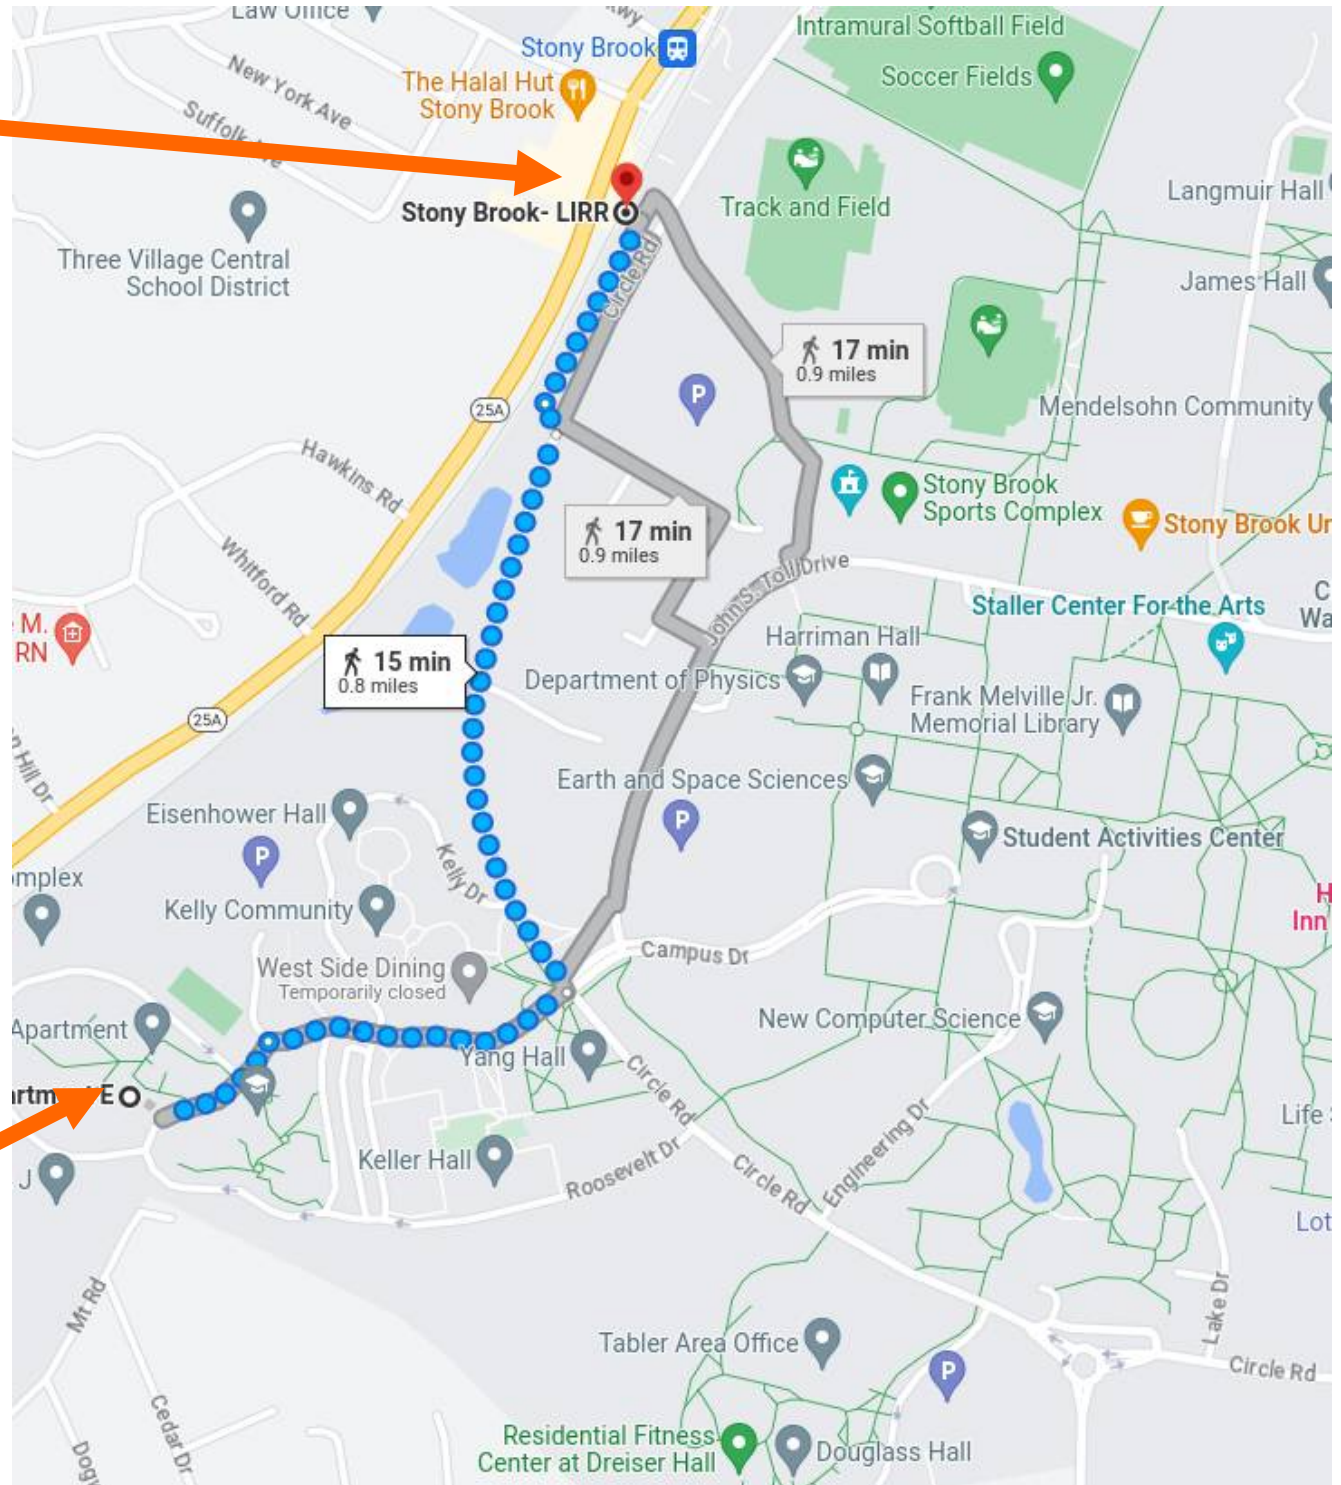 Law Office
Intramural Softball Field
Stony Brook
Soccer Fields
The Halal Hut
Stony Brook
New York Ave
Suffolk Ave
Langmuir Hall
Stony Brook- LIRR
Track and Field
Three Village Central
School District
Circle Rd
James Hall
17 min
0.9 miles
P
25A
Mendelsohn Community
Hawkins Rd
Stony Brook
Sports Complex
17 min
0.9 miles
Stony Brook
Whitford Rd
John S. Toll Drive
Staller Center For the Arts
M.
RN
Harriman Hall
15 min
0.8 miles
Department of Physics
Frank Melville Jr.
Memorial Library
25A
Hill Dr
Earth and Space Sciences
Eisenhower Hall
P
Student Activities Center
P
Kelly Dr
Kelly Community
Inn
Campus Dr
West Side Dining
Temporarily closed
Apartment
New Computer Science
Yang Hall
E
Circle Rd
Engineering Dr
Life
Keller Hall
J
Roosevelt Dr
Circle Rd
Lot
Mt Rd
Lake Dr
Tabler Area Office
P
Circle Rd
Cedar Dr
Residential Fitness
Center at Dreiser Hall
Douglass Hall